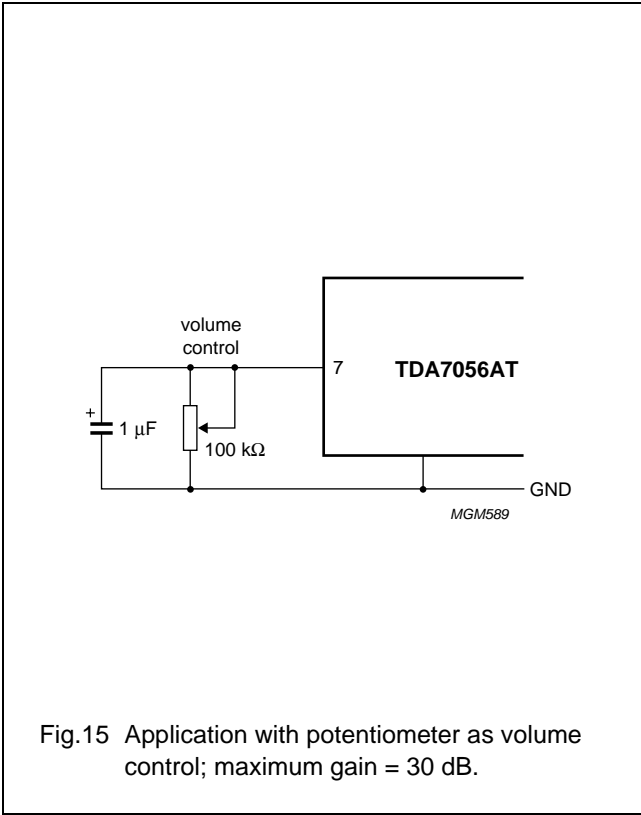 volume
control
7
TDA7056AT
+
1 μF
100 kΩ
GND
MGM589
Fig.15 Application with potentiometer as volume
control; maximum gain = 30 dB.